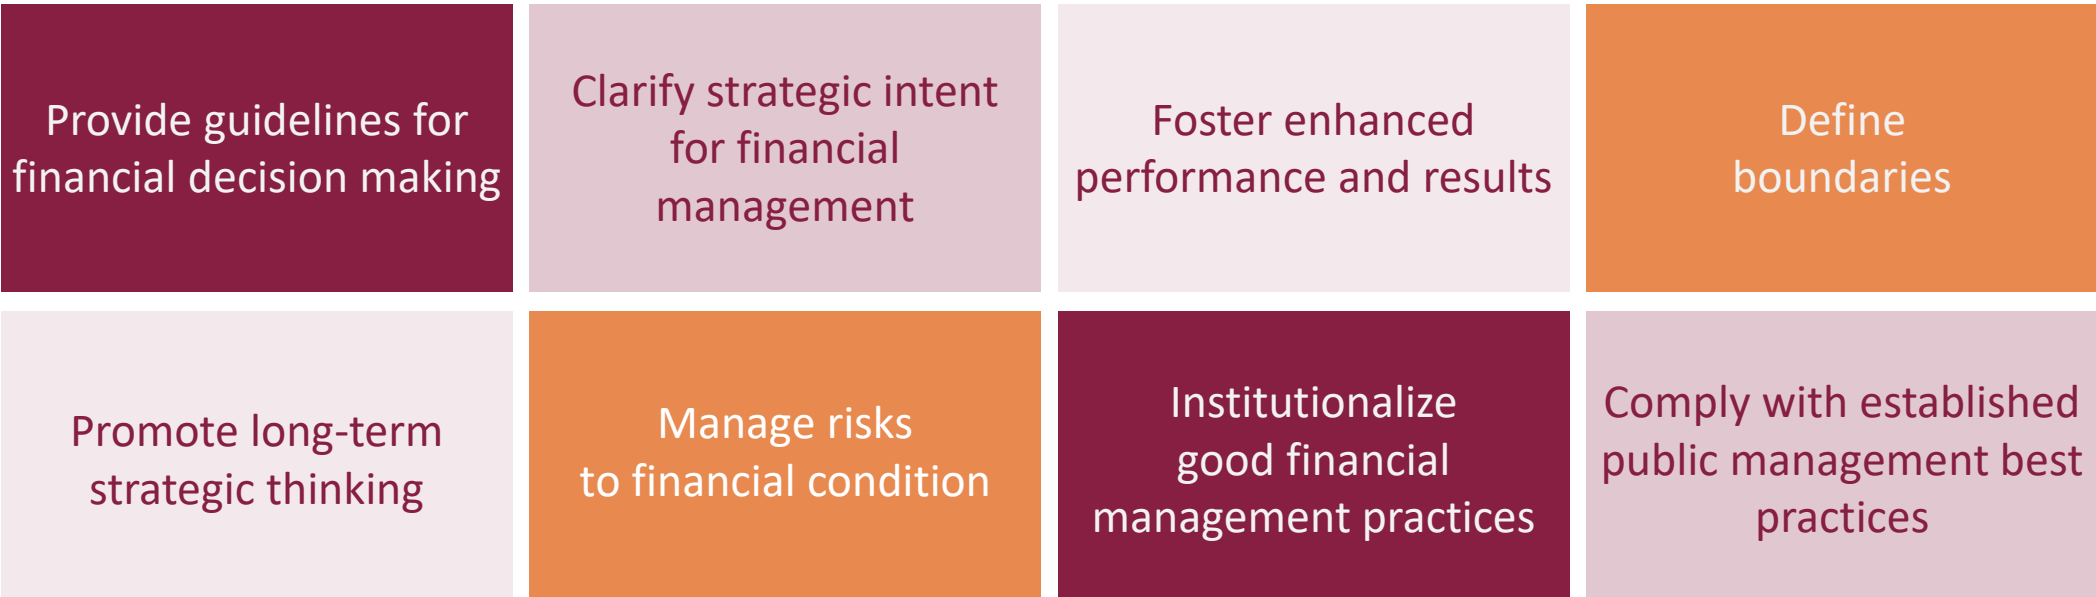 Provide guidelines for
financial decision making
Clarify strategic intent
for financial
management
Foster enhanced
performance and results
Define
boundaries
Promote long-term
strategic thinking
Manage risks
to financial condition
Institutionalize
good financial
management practices
Comply with established
public management best
practices